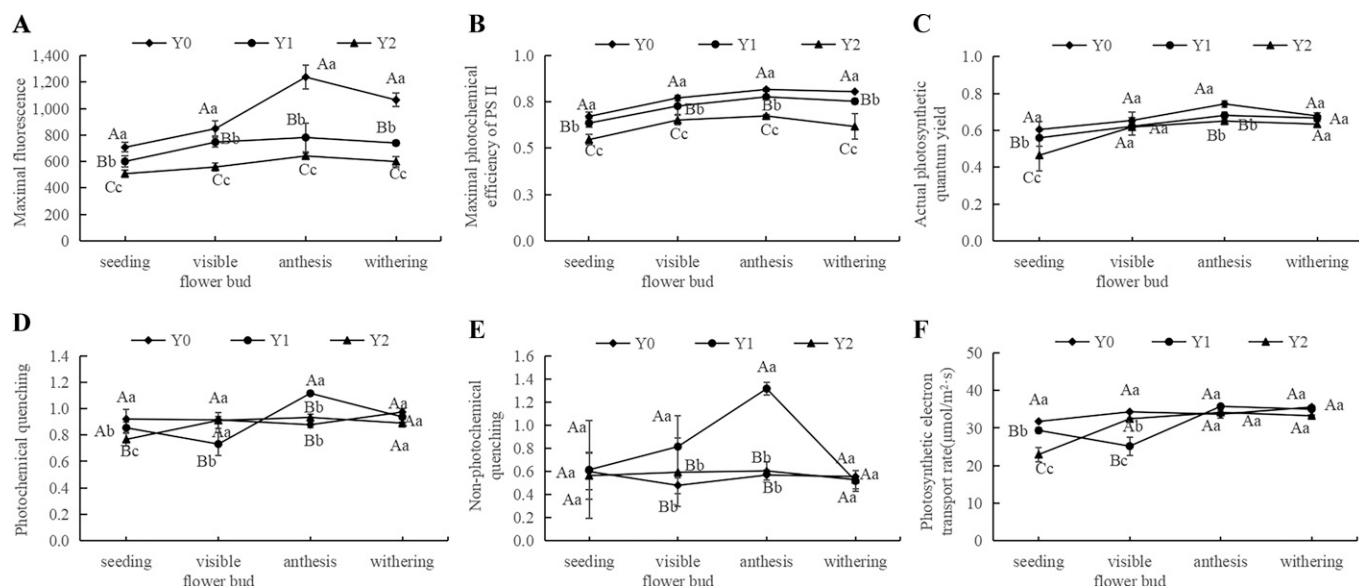 A
Y0 Y1 Y2
Maximal fluorescence
1,400
1,200
1,000
800
600
400
200
0
Aa Aa Aa Aa
Bb Bb Bb Bb
Cc Cc Cc Cc
seeding visible anthesis withering
flower bud
B
Y0 Y1 Y2
Maximal photochemical
efficiency of PS II
1.0
0.8
0.5
0.3
0.0
Aa Aa Aa Aa
Bb Bb Bb Bb
Cc Cc Cc Cc
seeding visible anthesis withering
flower bud
C
Y0 Y1 Y2
Actual photosynthetic
quantum yield
1.0
0.8
0.6
0.4
0.2
0.0
Aa Aa Aa Aa
Bb Aa Bb Aa
Cc Aa Bb Aa
seeding visible anthesis withering
flower bud
D
Y0 Y1 Y2
Photochemical quenching
1.4
1.2
1.0
0.8
0.6
0.4
0.2
0.0
Aa Aa Aa Aa
Ab Aa Bb Aa
Bc Bb Bb Aa
seeding visible anthesis withering
flower bud
E
Y0 Y1 Y2
Non-photochemical
quenching
1.6
1.4
1.2
1.0
0.8
0.6
0.4
0.2
0.0
Aa Aa Aa Aa
Aa Bb Bb Aa
Aa Bb Bb Aa
seeding visible anthesis withering
flower bud
F
Y0 Y1 Y2
Photosynthetic electron
transport rate(μmol/m²·s)
50
40
30
20
10
0
Aa Aa Aa Aa
Bb Ab Aa Aa
Cc Bc Aa Aa
seeding visible anthesis withering
flower bud